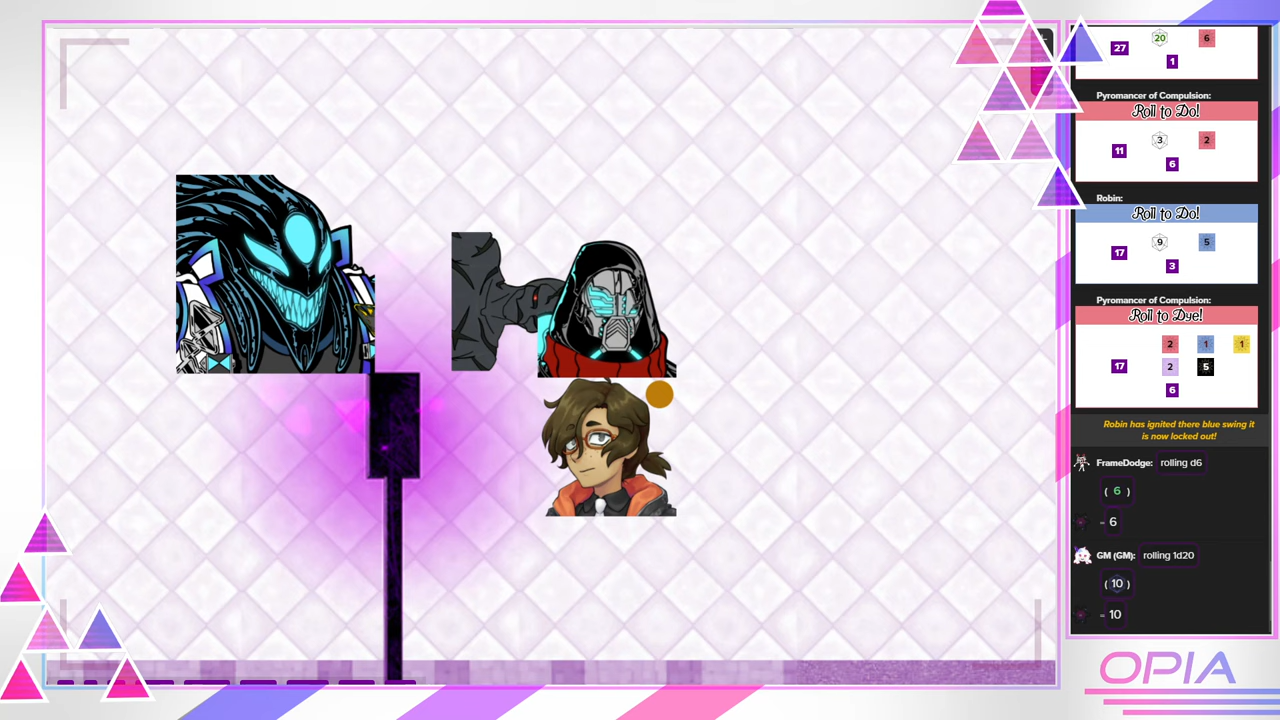 20
6
27
1
Pyromancer of Compulsion:
Roll to Do!
3
2
11
6
Robin:
Roll to Do!
9
5
17
3
Pyromancer of Compulsion:
Roll to Dye!
2 1 1
17
2 5
6
Robin has ignited there blue swing it
is now locked out!
FrameDodge: rolling d6
( 6 )
= 6
GM (GM): rolling 1d20
( 10 )
= 10
OPIA